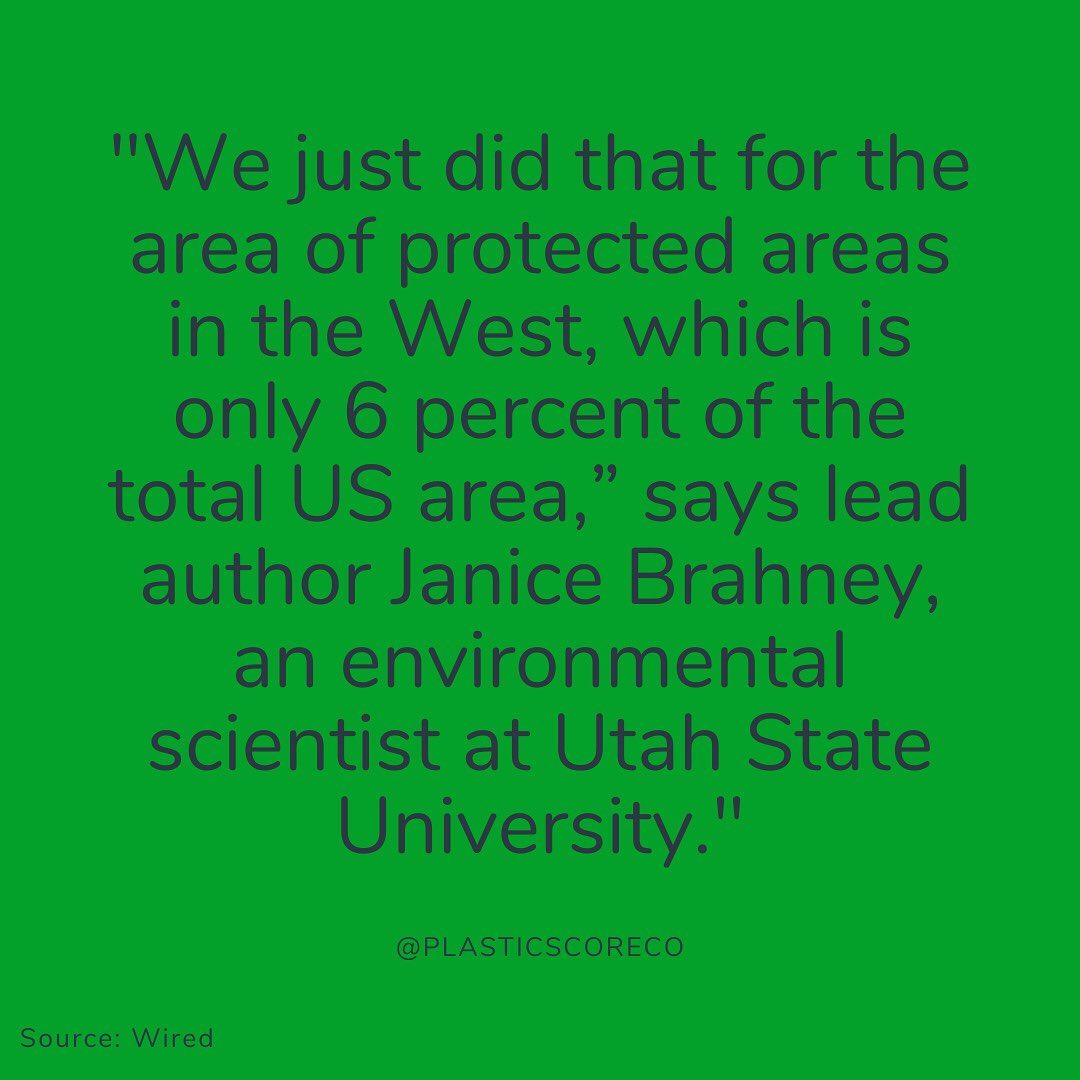 "We just did that for the
area of protected areas
in the West, which is
only 6 percent of the
total US area,” says lead
author Janice Brahney,
an environmental
scientist at Utah State
University."
@PLASTICSCORECO
Source: Wired